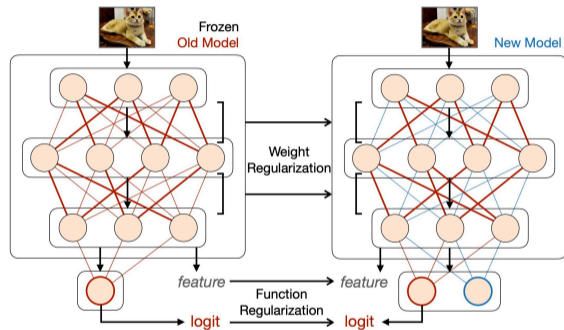 Frozen
Old Model
New Model
Weight
Regularization
feature
feature
Function
Regularization
logit
logit